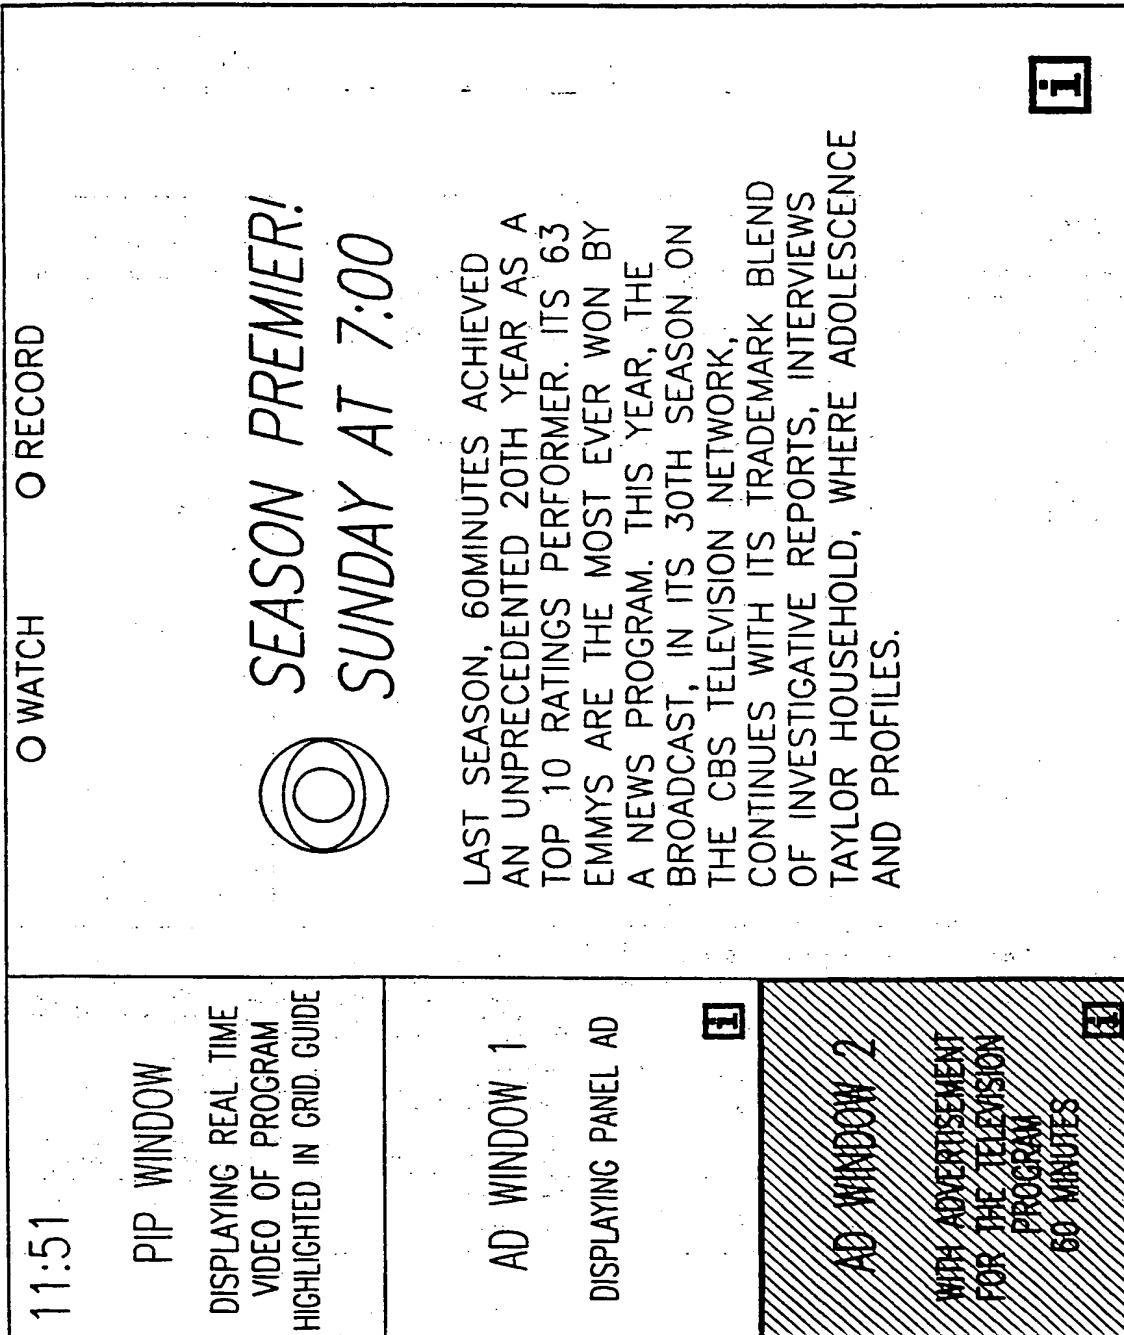 11:51
PIP WINDOW
DISPLAYING REAL TIME
VIDEO OF PROGRAM
HIGHLIGHTED IN GRID GUIDE
AD WINDOW 1
DISPLAYING PANEL AD
i
AD WINDOW 2
WITH ADVERTISEMENT
FOR THE TELEVISION
PROGRAM
60 MINUTES
i
O WATCH O RECORD
SEASON PREMIER!
SUNDAY AT 7:00
LAST SEASON, 60MINUTES ACHIEVED
AN UNPRECEDENTED 20TH YEAR AS A
TOP 10 RATINGS PERFORMER. ITS 63
EMMYS ARE THE MOST EVER WON BY
A NEWS PROGRAM. THIS YEAR, THE
BROADCAST, IN ITS 30TH SEASON ON
THE CBS TELEVISION NETWORK,
CONTINUES WITH ITS TRADEMARK BLEND
OF INVESTIGATIVE REPORTS, INTERVIEWS
TAYLOR HOUSEHOLD, WHERE ADOLESCENCE
AND PROFILES.
i